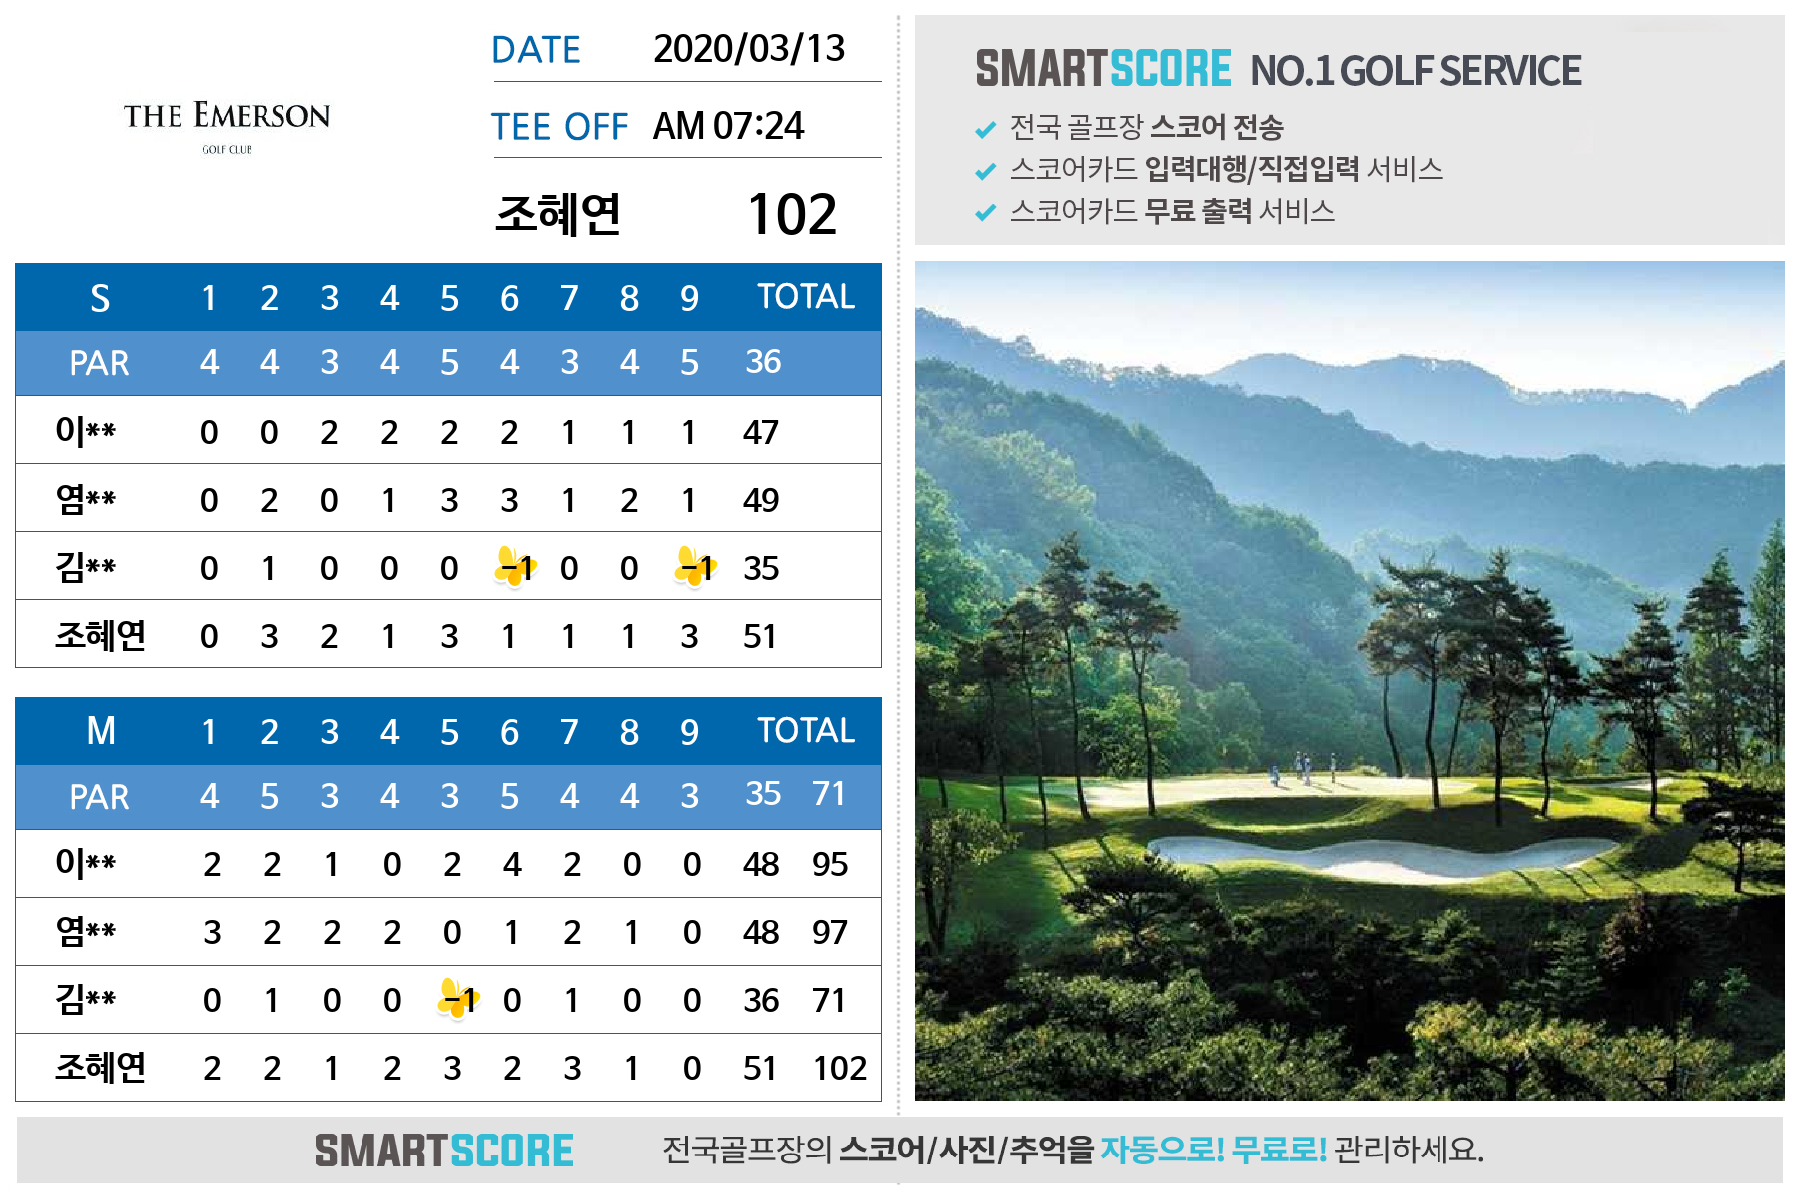 THE EMERSON
GOLF CLUB
DATE 2020/03/13
TEE OFF AM 07:24
조혜연 102
S 1 2 3 4 5 6 7 8 9 TOTAL
PAR 4 4 3 4 5 4 3 4 5 36
이** 0 0 2 2 2 2 1 1 1 47
염** 0 2 0 1 3 3 1 2 1 49
김** 0 1 0 0 0 -1 0 0 -1 35
조혜연 0 3 2 1 3 1 1 1 3 51
M 1 2 3 4 5 6 7 8 9 TOTAL
PAR 4 5 3 4 3 5 4 4 3 35 71
이** 2 2 1 0 2 4 2 0 0 48 95
염** 3 2 2 2 0 1 2 1 0 48 97
김** 0 1 0 0 -1 0 1 0 0 36 71
조혜연 2 2 1 2 3 2 3 1 0 51 102
SMARTSCORE NO.1 GOLF SERVICE
전국 골프장 스코어 전송
스코어카드 입력대행/직접입력 서비스
스코어카드 무료 출력 서비스
SMARTSCORE 전국골프장의 스코어/사진/추억을 자동으로! 무료로! 관리하세요.